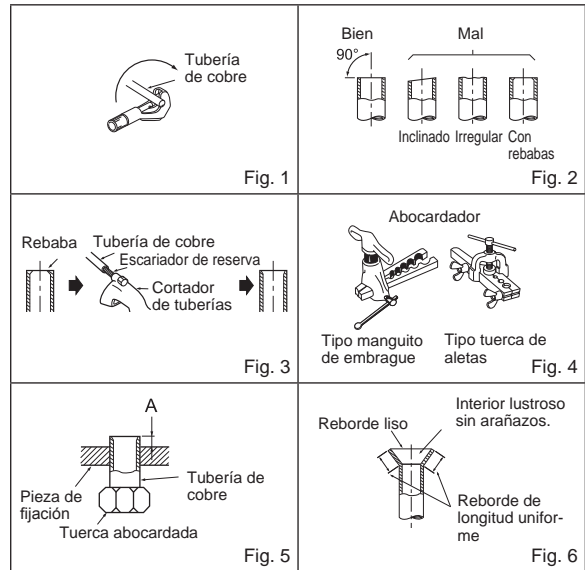 Tubería
de cobre
Fig. 1
Bien
Mal
90°
Inclinado
Irregular
Con
rebabas
Fig. 2
Rebaba
Tubería de cobre
Escariador de reserva
Cortador
de tuberías
Fig. 3
Abocardador
Tipo manguito
de embrague
Tipo tuerca de
aletas
Fig. 4
A
Tubería de
cobre
Pieza de
fijación
Tuerca abocardada
Fig. 5
Reborde liso
Interior lustroso
sin arañazos.
Reborde de
longitud unifor-
me
Fig. 6